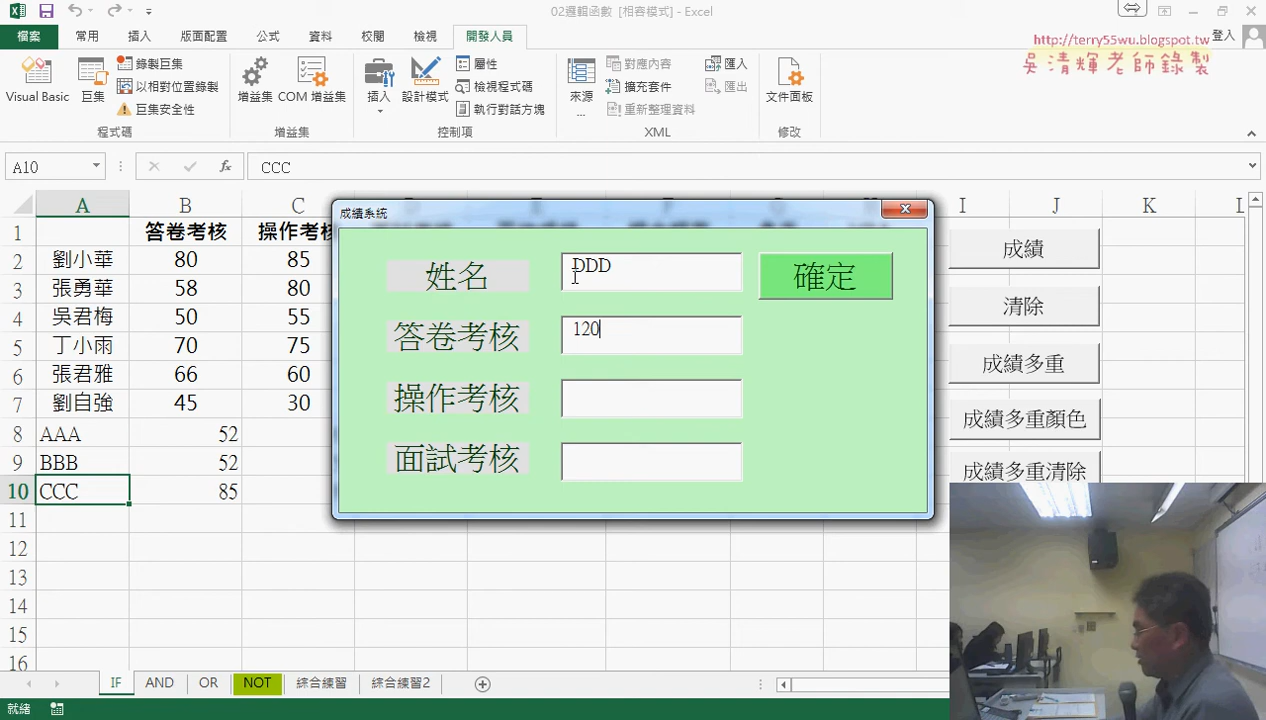 02邏輯函數 [相容模式] - Excel
http://terry55wu.blogspot.tw
吳清輝老師錄製
登入
檔案 常用 插入 版面配置 公式 資料 校閱 檢視 開發人員
Visual Basic 巨集 錄製巨集 以相對位置錄製 巨集安全性
增益集 COM 增益集
插入 設計模式 屬性 檢視程式碼 執行對話方塊
來源 ... 對應內容 擴充套件 重新整理資料 匯入 匯出
文件面板
程式碼 增益集 控制項 XML 修改
A10 fx CCC
A B C I J K L
1 答卷考核 操作考核
2 劉小華 80 85
3 張勇華 58 80
4 吳君梅 50 55
5 丁小雨 70 75
6 張君雅 66 60
7 劉自強 45 30
8 AAA 52
9 BBB 52
10 CCC 85
11
12
13
14
15
16
成績系統
姓名 DDD 確定
答卷考核 120
操作考核
面試考核
成績
清除
成績多重
成績多重顏色
成績多重清除
IF AND OR NOT 綜合練習 綜合練習2
就緒